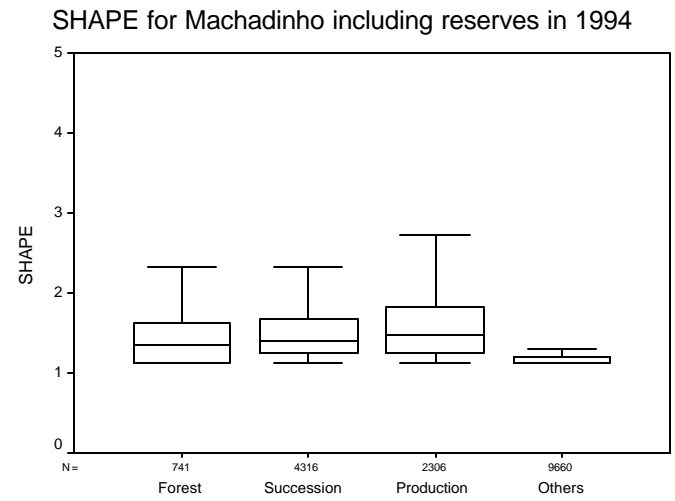 SHAPE for Machadinho including reserves in 1994
5
4
3
2
1
0
SHAPE
N = 741 4316 2306 9660
Forest Succession Production Others